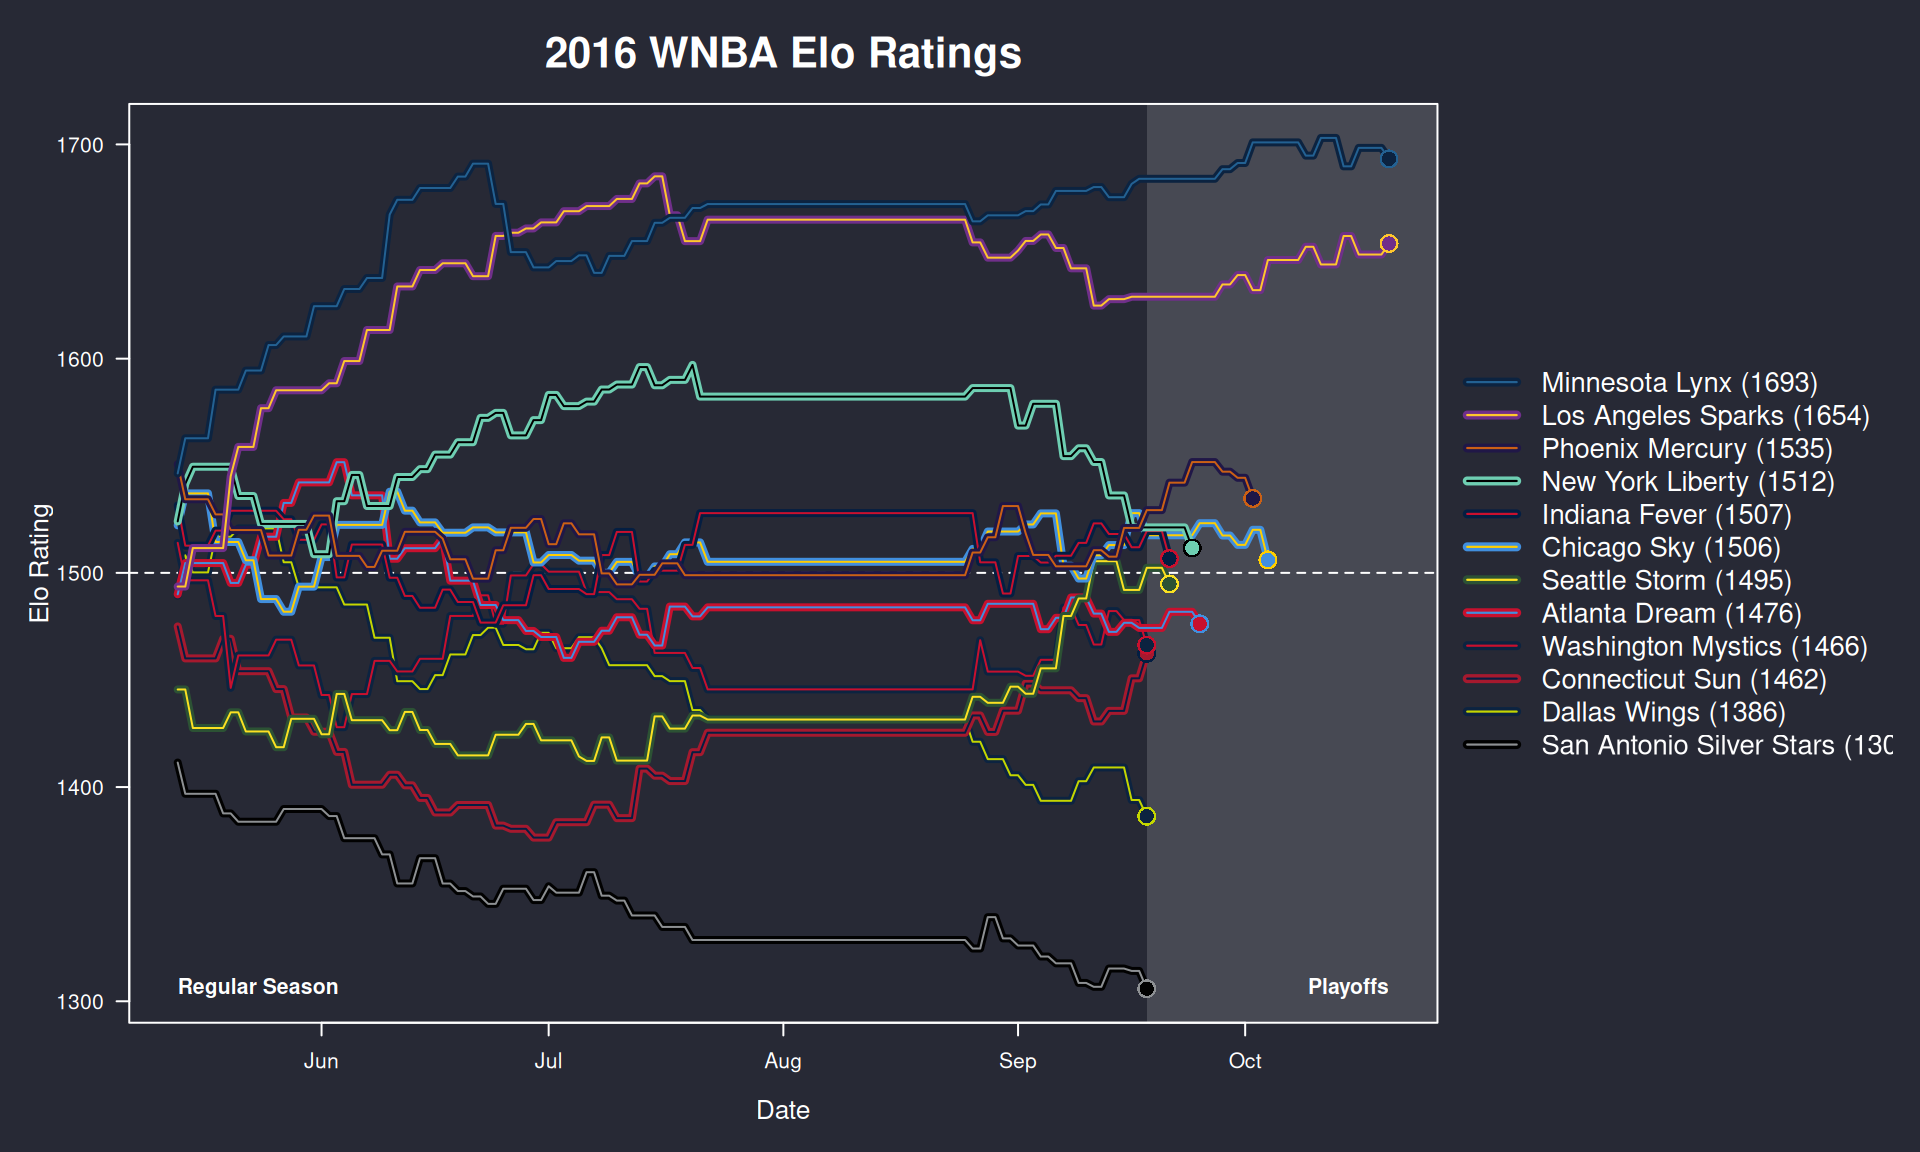 2016 WNBA Elo Ratings
Elo Rating
1700
1600
1500
1400
1300
Regular Season
Playoffs
Jun
Jul
Aug
Sep
Oct
Date
Minnesota Lynx (1693)
Los Angeles Sparks (1654)
Phoenix Mercury (1535)
New York Liberty (1512)
Indiana Fever (1507)
Chicago Sky (1506)
Seattle Storm (1495)
Atlanta Dream (1476)
Washington Mystics (1466)
Connecticut Sun (1462)
Dallas Wings (1386)
San Antonio Silver Stars (130